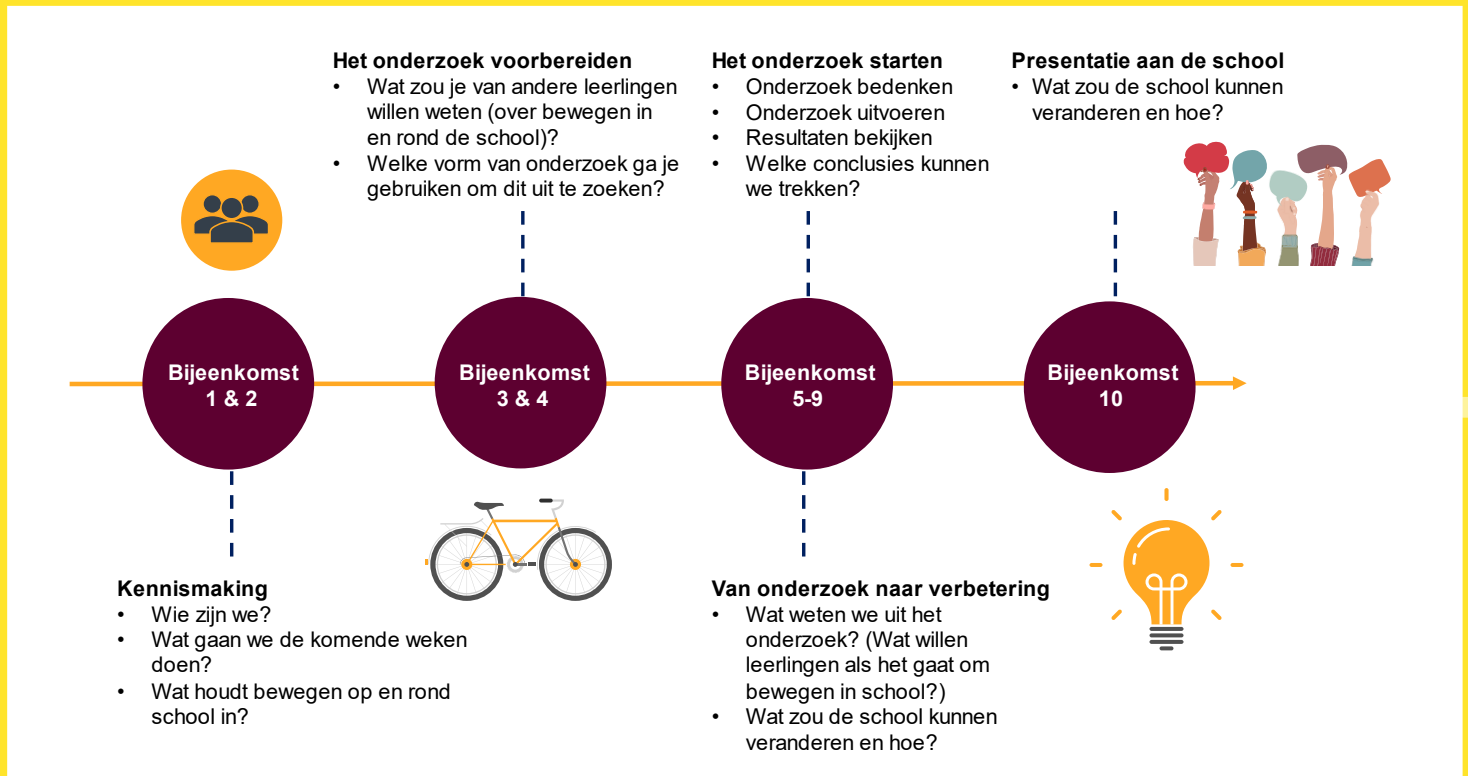 Het onderzoek voorbereiden
• Wat zou je van andere leerlingen
willen weten (over bewegen in
en rond de school)?
• Welke vorm van onderzoek ga je
gebruiken om dit uit te zoeken?
Het onderzoek starten
• Onderzoek bedenken
• Onderzoek uitvoeren
• Resultaten bekijken
• Welke conclusies kunnen
we trekken?
Presentatie aan de school
• Wat zou de school kunnen
veranderen en hoe?
Bijeenkomst
1 & 2
Bijeenkomst
3 & 4
Bijeenkomst
5-9
Bijeenkomst
10
Kennismaking
• Wie zijn we?
• Wat gaan we de komende weken
doen?
• Wat houdt bewegen op en rond
school in?
Van onderzoek naar verbetering
• Wat weten we uit het
onderzoek? (Wat willen
leerlingen als het gaat om
bewegen in school?)
• Wat zou de school kunnen
veranderen en hoe?